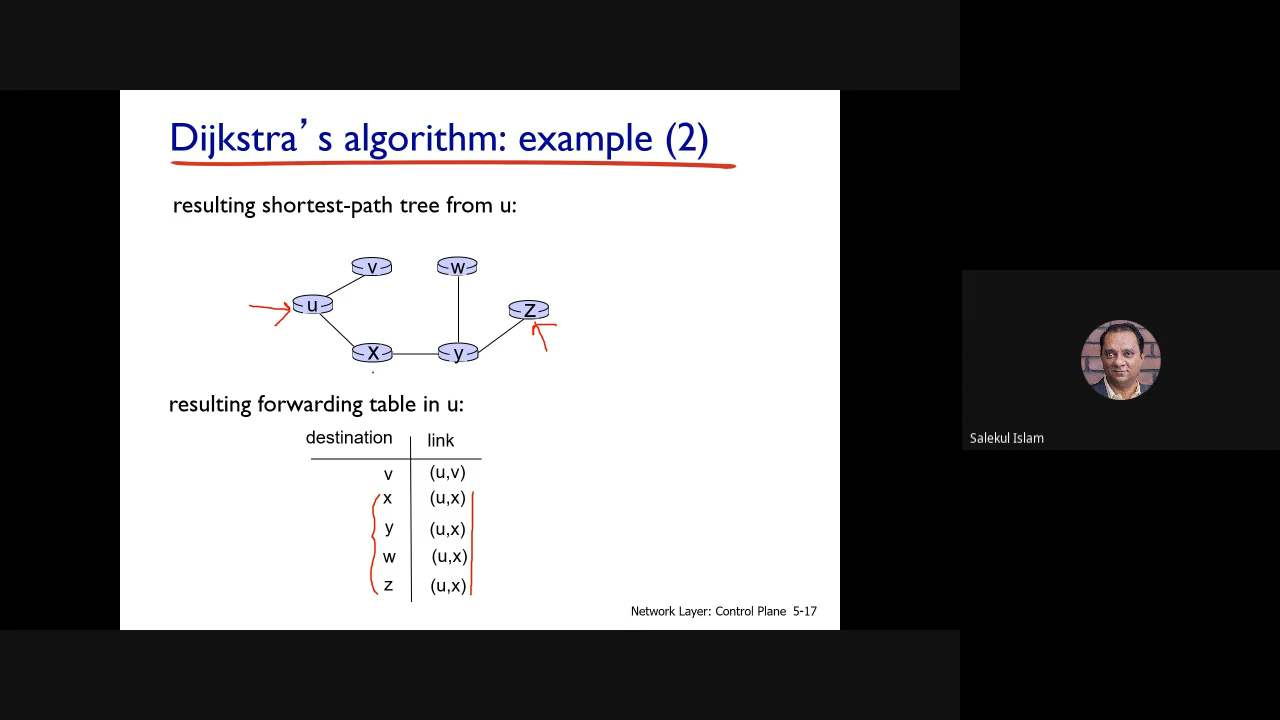 Dijkstra’s algorithm: example (2)
resulting shortest-path tree from u:
v w
u z
x y
resulting forwarding table in u:
destination link
v (u,v)
x (u,x)
y (u,x)
w (u,x)
z (u,x)
Network Layer: Control Plane 5-17
Salekul Islam